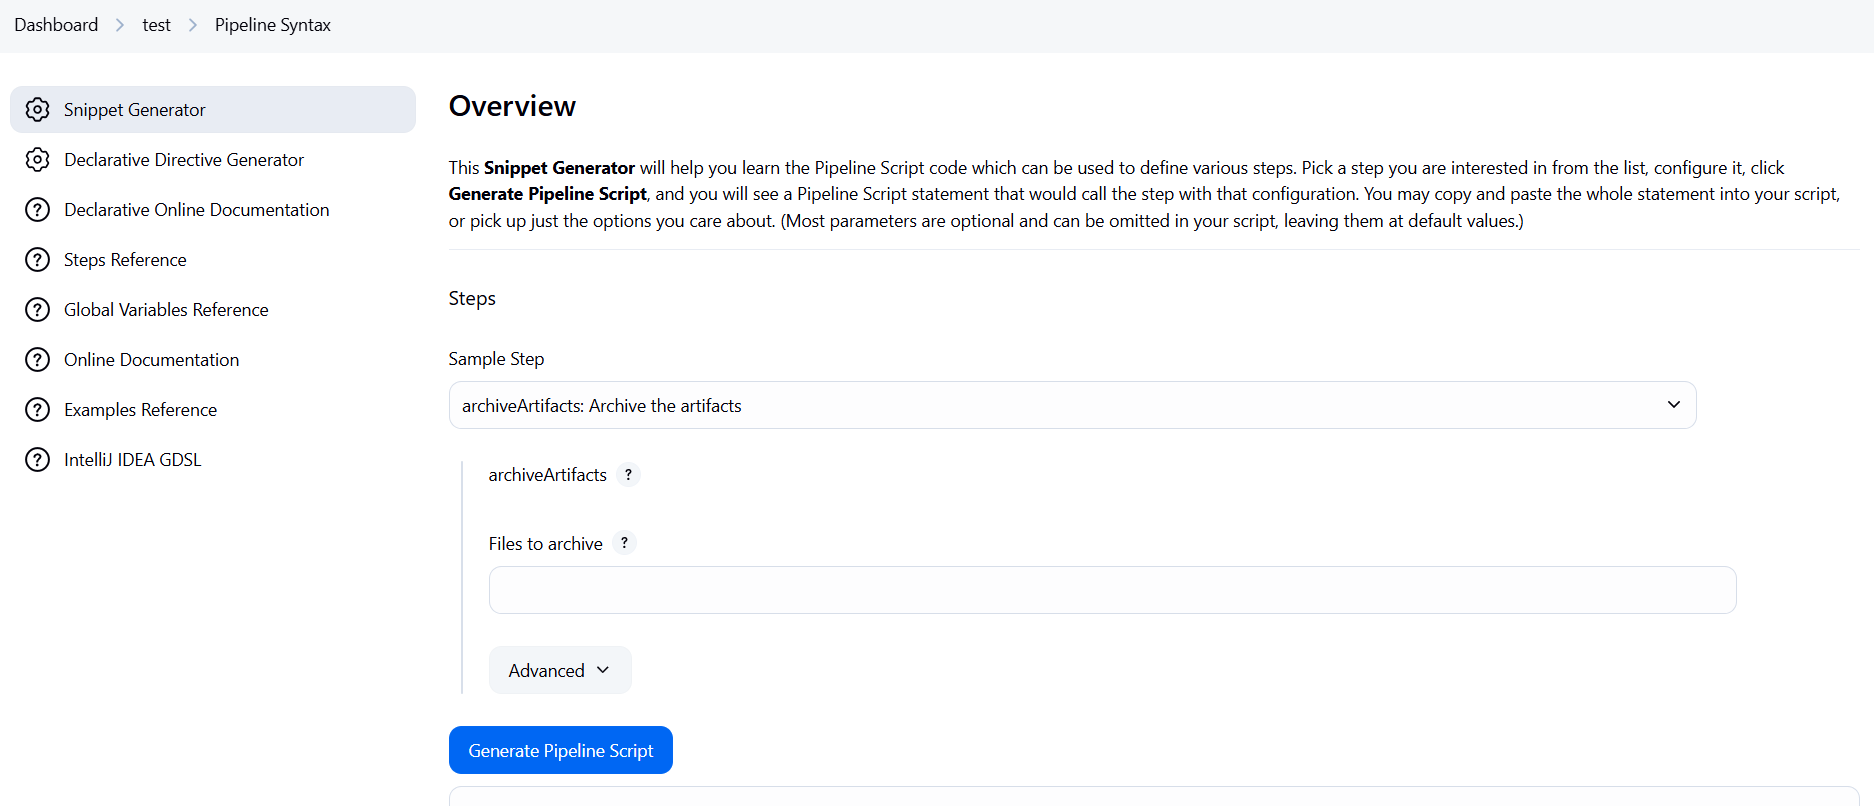 Dashboard > test > Pipeline Syntax
Snippet Generator
Declarative Directive Generator
Declarative Online Documentation
Steps Reference
Global Variables Reference
Online Documentation
Examples Reference
IntelliJ IDEA GDSL
Overview
This Snippet Generator will help you learn the Pipeline Script code which can be used to define various steps. Pick a step you are interested in from the list, configure it, click
Generate Pipeline Script, and you will see a Pipeline Script statement that would call the step with that configuration. You may copy and paste the whole statement into your script,
or pick up just the options you care about. (Most parameters are optional and can be omitted in your script, leaving them at default values.)
Steps
Sample Step
archiveArtifacts: Archive the artifacts
archiveArtifacts ?
Files to archive ?
Advanced
Generate Pipeline Script